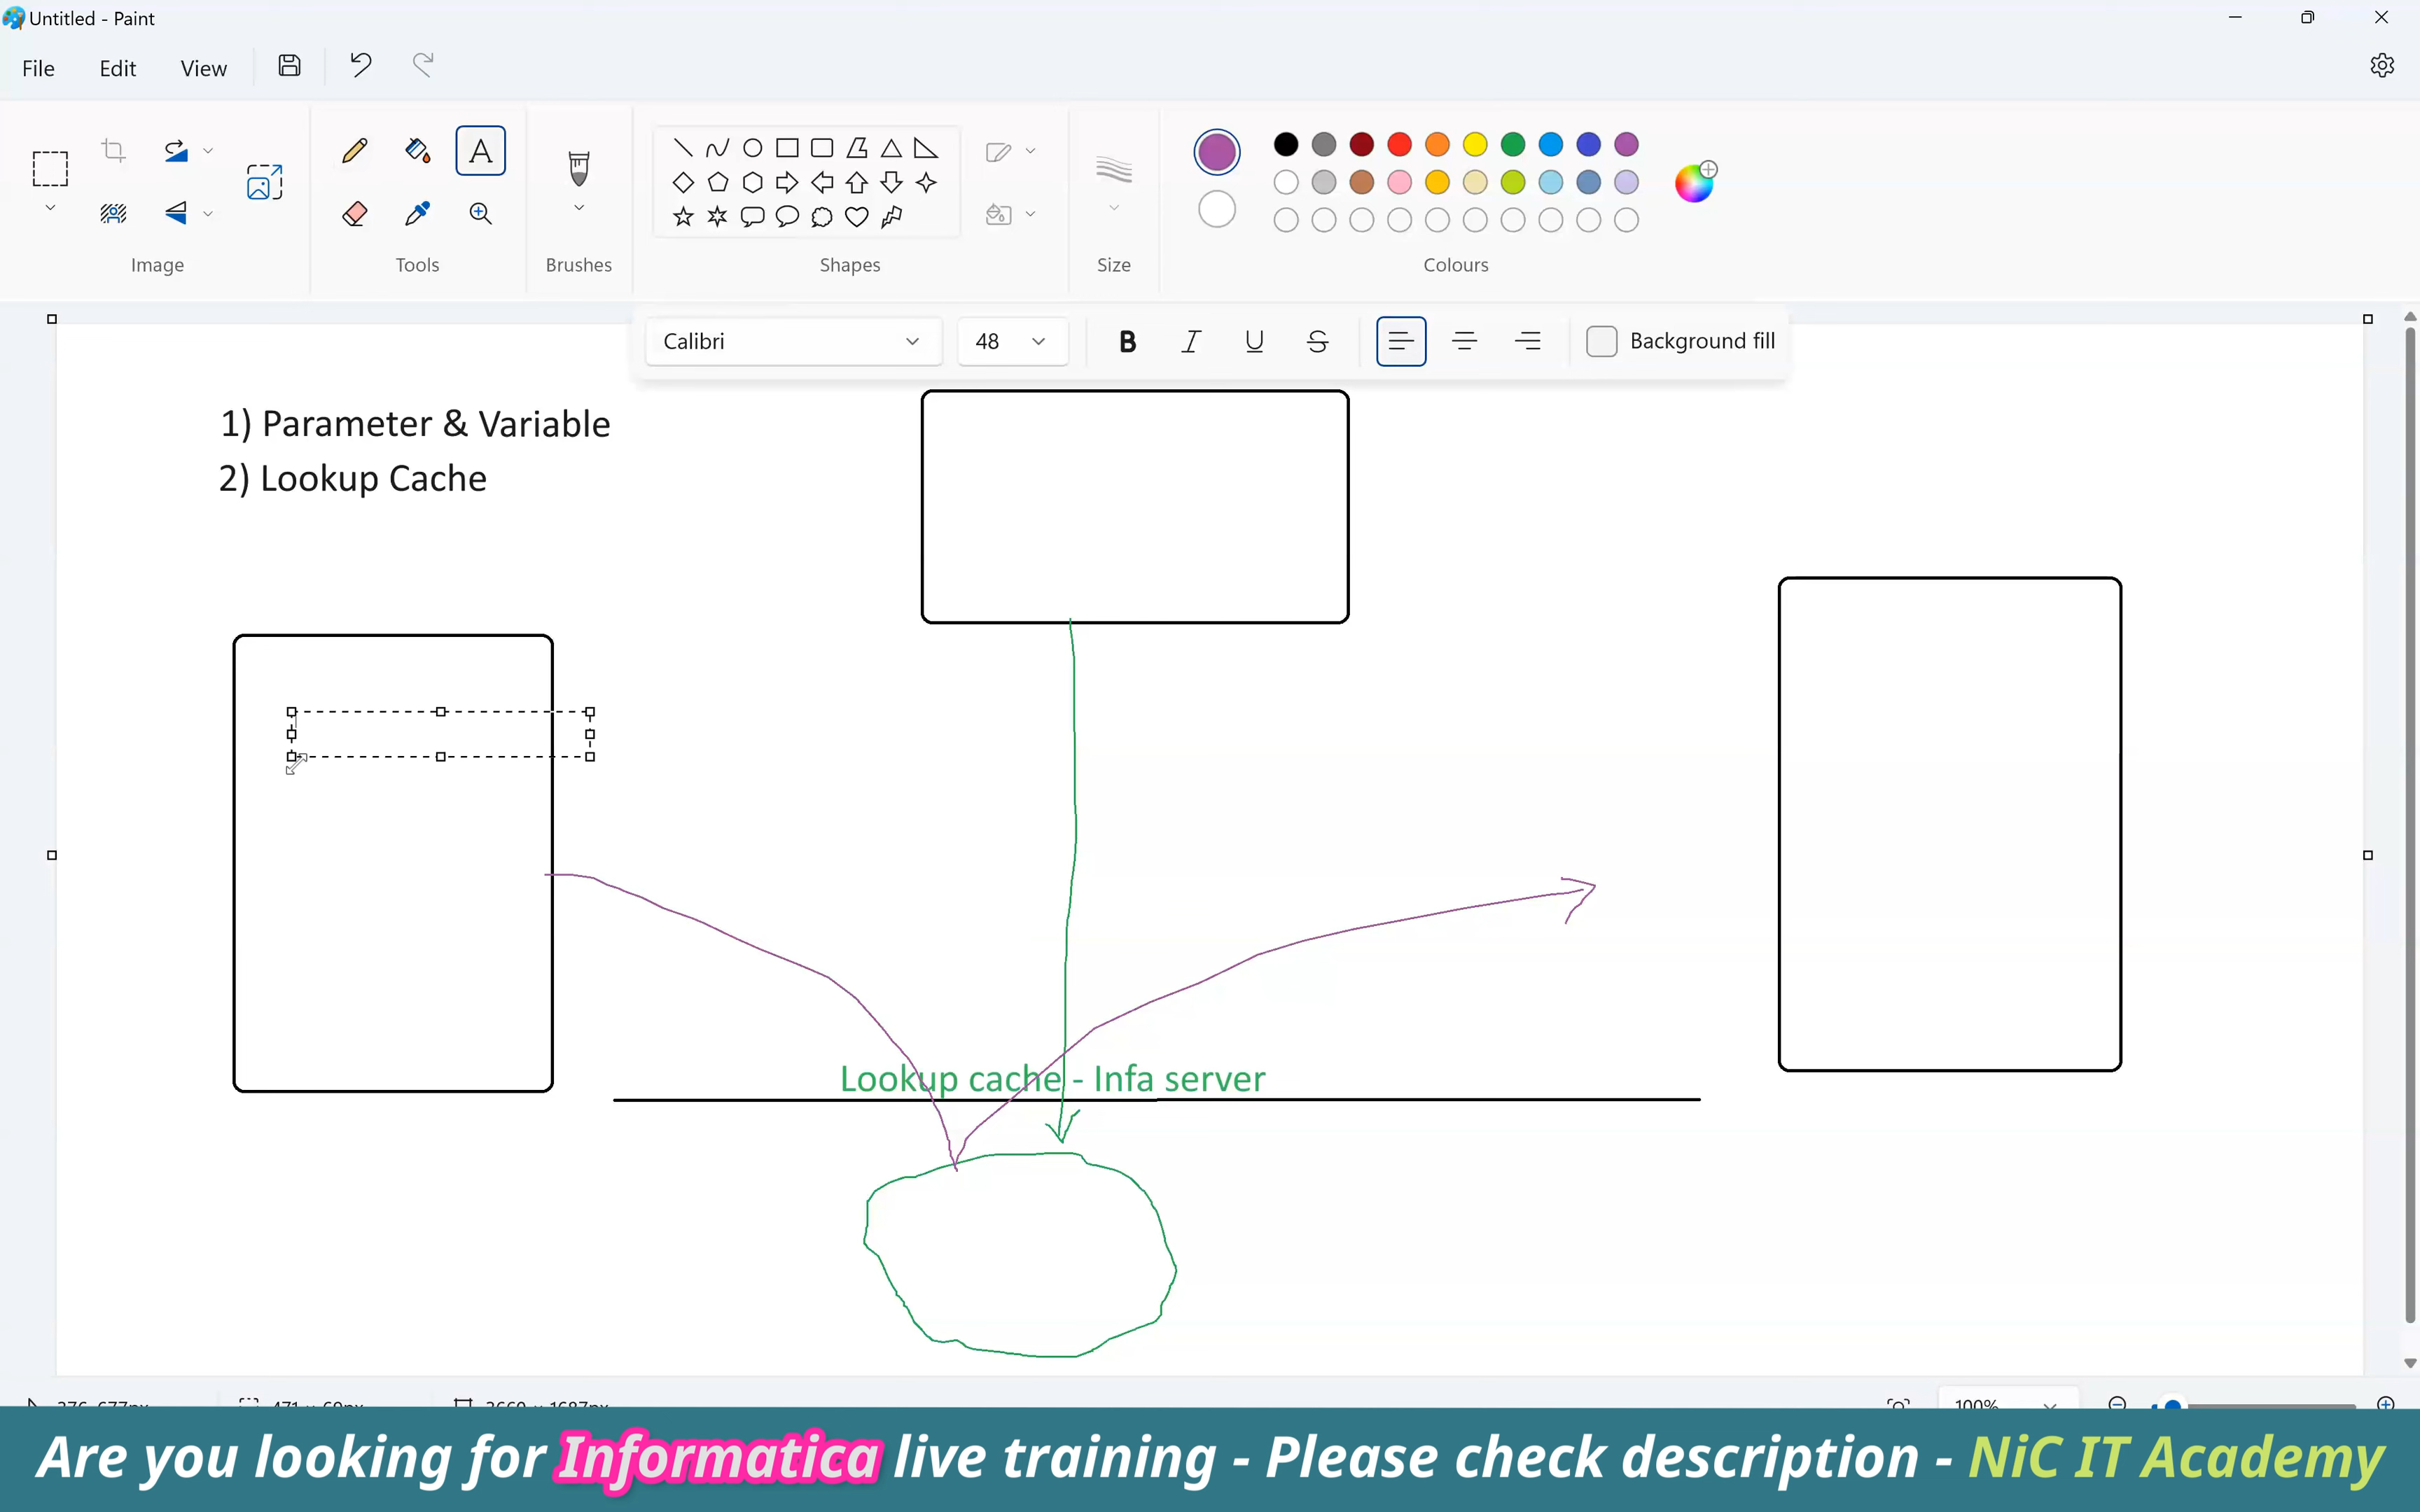 Untitled - Paint
File Edit View
Image Tools Brushes Shapes Size Colours
Calibri 48 B I U S Background fill
1) Parameter & Variable
2) Lookup Cache
Lookup cache - Infa server
100%
Are you looking for Informatica live training - Please check description - NiC IT Academy